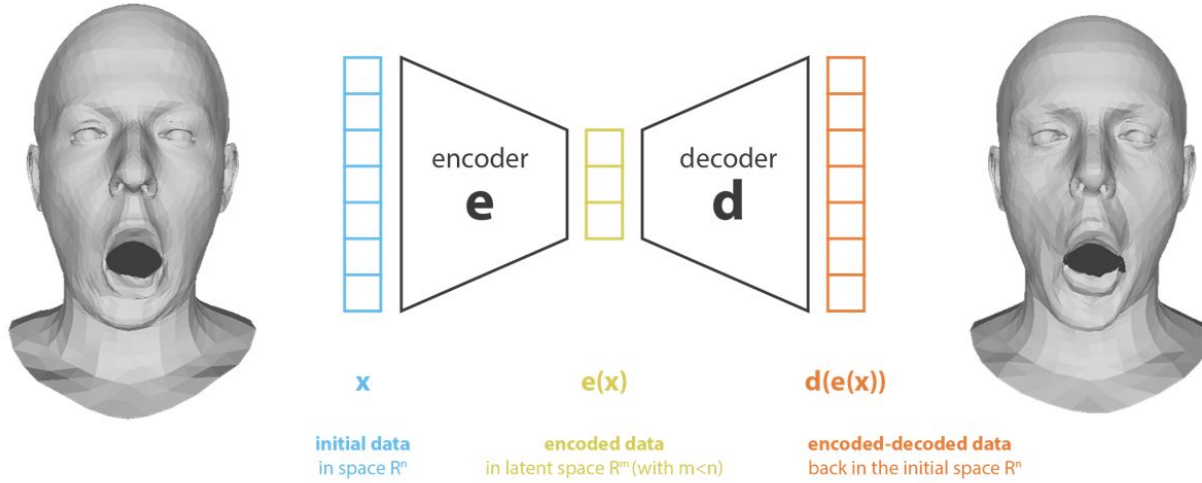 encoder
e
decoder
d
x
e(x)
d(e(x))
initial data
in space Rⁿ
encoded data
in latent space Rᵐ (with m<n)
encoded-decoded data
back in the initial space Rⁿ